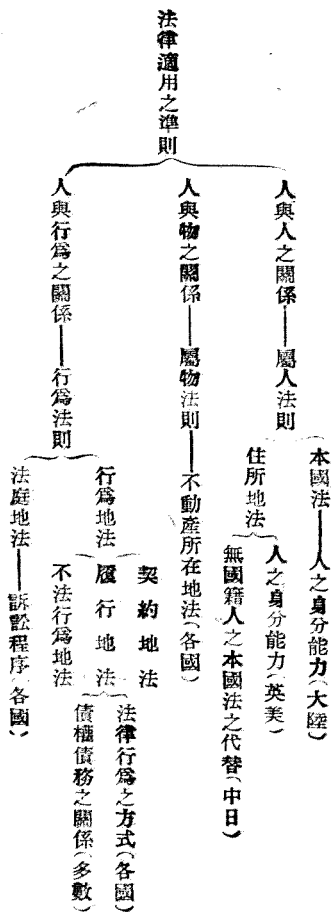 法律適用之準則
人與人之關係——屬人法則
本國法——人之身分能力(大陸)
住所地法
人之身分能力(英美)
無國籍人之本國法之代替(中日)
人與物之關係——屬物法則——不動產所在地法(各國)
人與行爲之關係——行爲法則
行爲地法
契約地法
履行地法
法律行爲之方式(各國)
債權債務之關係(多數)
不法行爲地法
法庭地法——訴訟程序(各國)